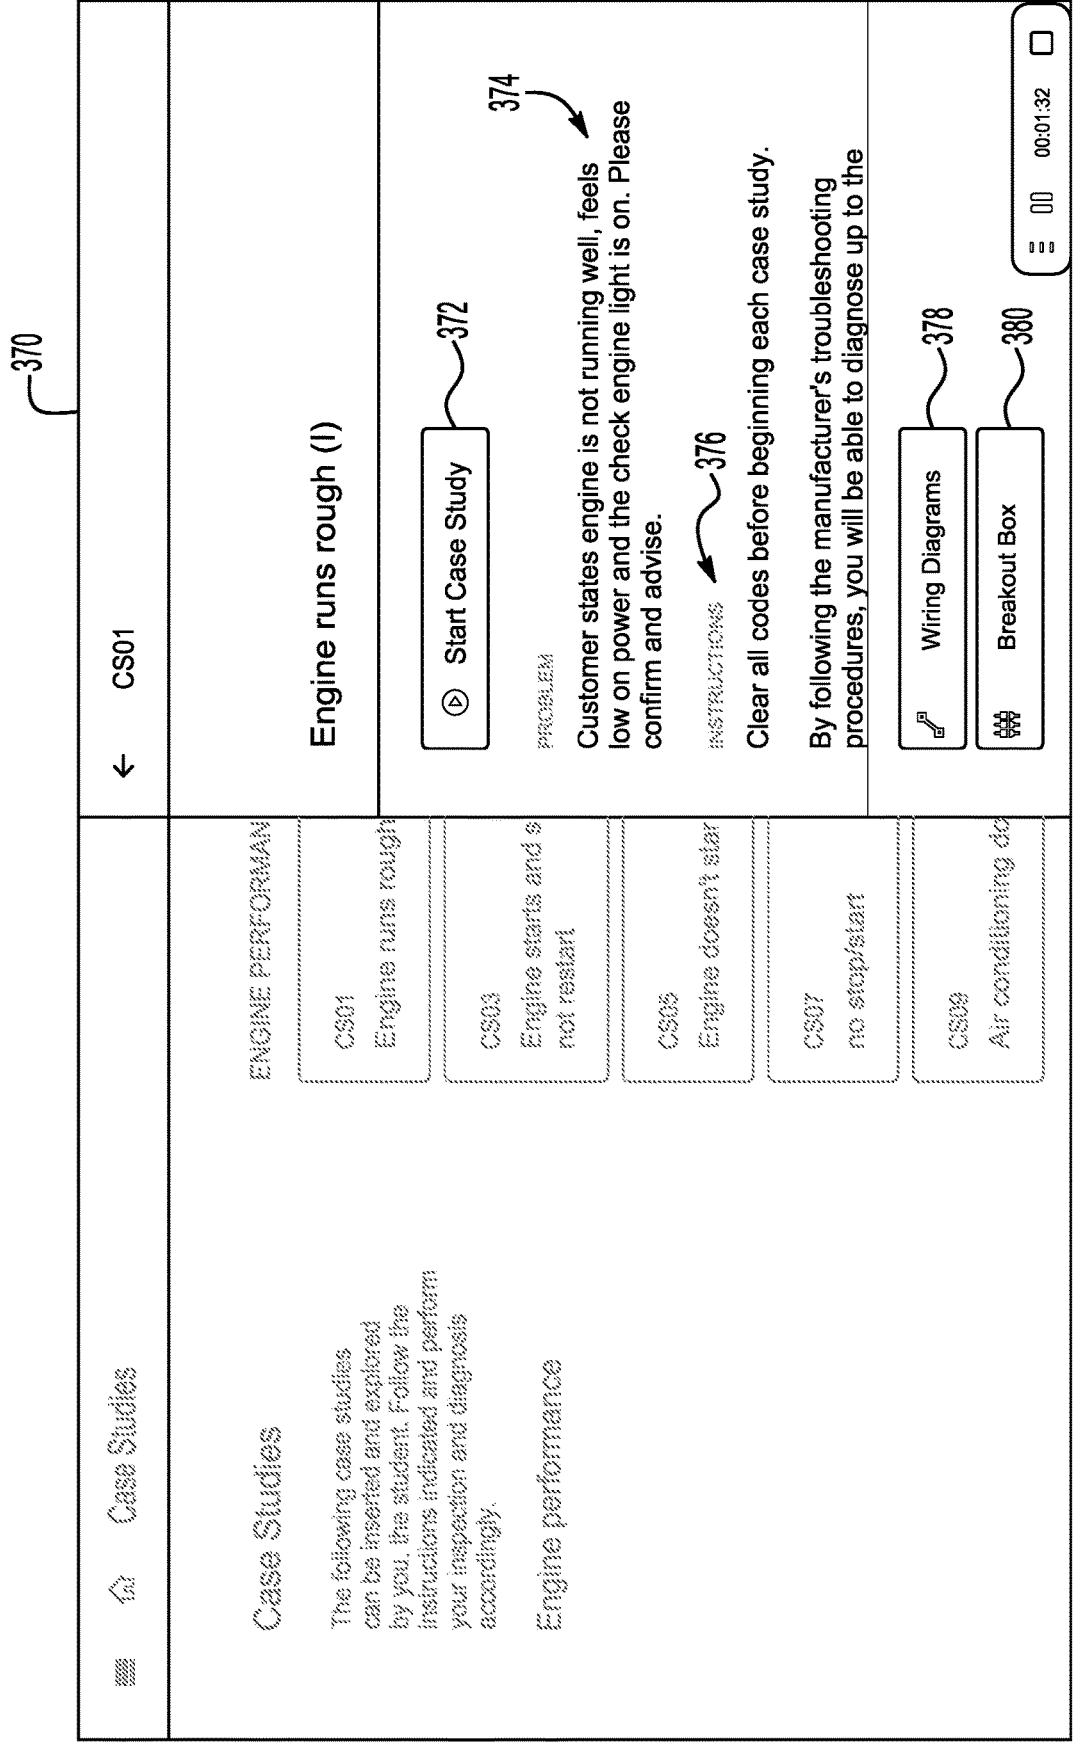 370
Case Studies
← CS01
Case Studies
The following case studies
can be inserted and explored
by you, the student. Follow the
instructions indicated and perform
your inspection and diagnosis
accordingly.
Engine performance
ENGINE PERFORMAN
CS01
Engine runs rough
CS03
Engine starts and s
not restart
CS05
Engine doesn't star
CS07
no stop/start
CS09
Air conditioning do
Engine runs rough (I)
Start Case Study
372
PROBLEM
374
Customer states engine is not running well, feels
low on power and the check engine light is on. Please
confirm and advise.
INSTRUCTIONS
376
Clear all codes before beginning each case study.
By following the manufacturer's troubleshooting
procedures, you will be able to diagnose up to the
Wiring Diagrams
378
Breakout Box
380
00:01:32